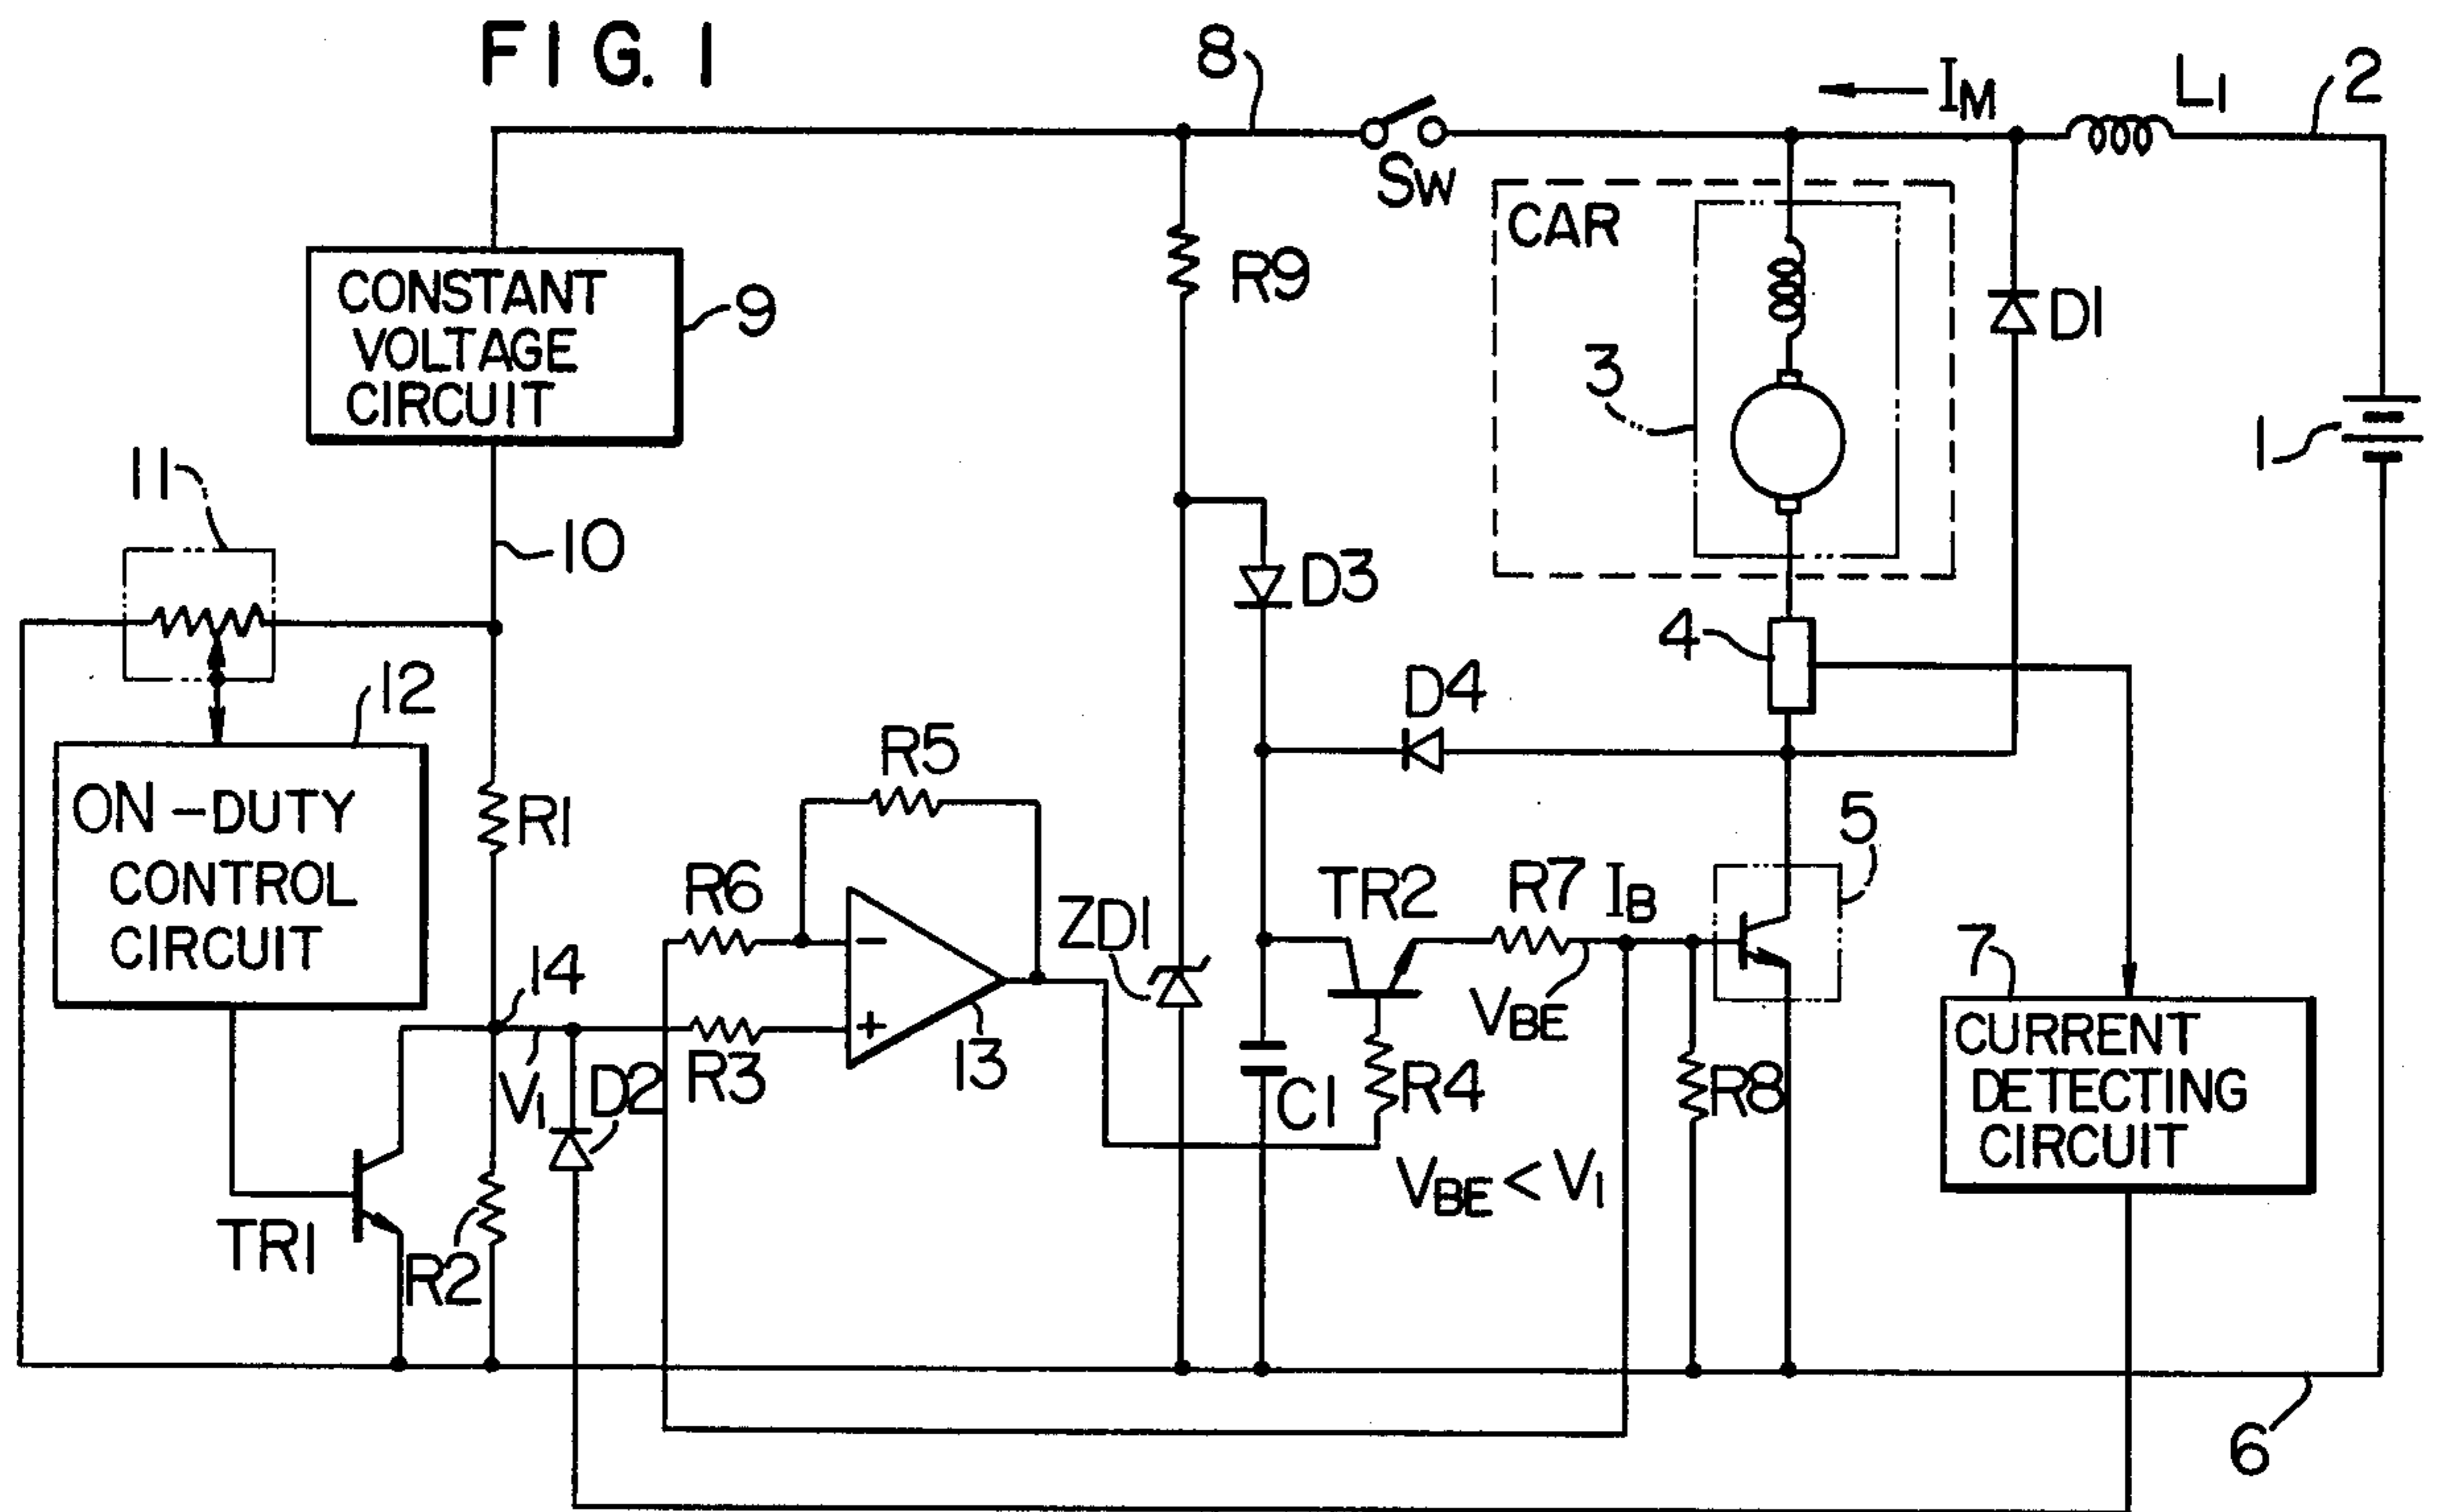 FIG. 1
8
IM
L1
2
SW
CAR
R9
CONSTANT
VOLTAGE
CIRCUIT
9
D1
3
1
11
10
D3
4
12
D4
R5
ON-DUTY
CONTROL
CIRCUIT
R1
5
R6
ZD1
TR2
R7
IB
7
14
VBE
CURRENT
DETECTING
CIRCUIT
V1
D2
R3
13
C1
R4
R8
VBE < V1
TR1
R2
6